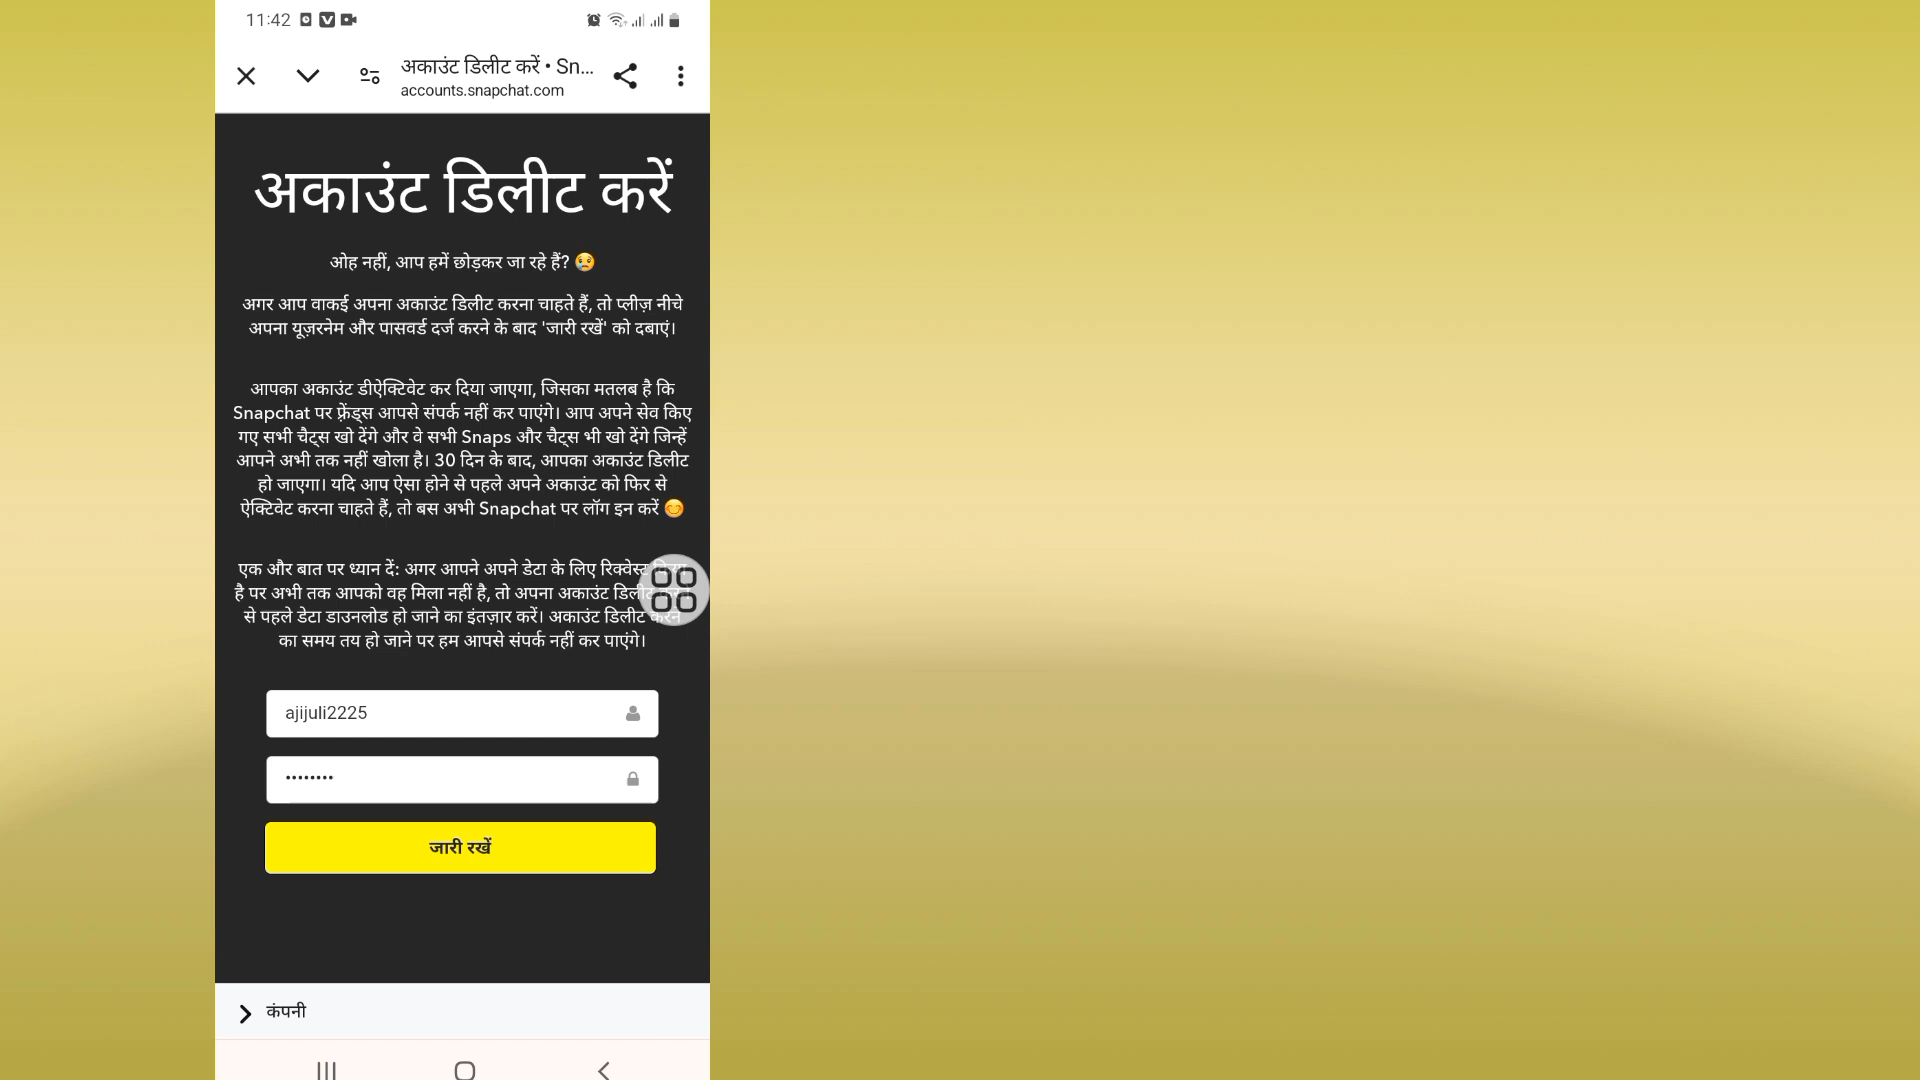 11:42
अकाउंट डिलीट करें • Sn...
accounts.snapchat.com
अकाउंट डिलीट करें
ओह नहीं, आप हमें छोड़कर जा रहे हैं? 😢
अगर आप वाकई अपना अकाउंट डिलीट करना चाहते हैं, तो प्लीज़ नीचे
अपना यूज़रनेम और पासवर्ड दर्ज करने के बाद 'जारी रखें' को दबाएं।
आपका अकाउंट डीऐक्टिवेट कर दिया जाएगा, जिसका मतलब है कि
Snapchat पर फ़्रेंड्स आपसे संपर्क नहीं कर पाएंगे। आप अपने सेव किए
गए सभी चैट्स खो देंगे और वे सभी Snaps और चैट्स भी खो देंगे जिन्हें
आपने अभी तक नहीं खोला है। 30 दिन के बाद, आपका अकाउंट डिलीट
हो जाएगा। यदि आप ऐसा होने से पहले अपने अकाउंट को फिर से
ऐक्टिवेट करना चाहते हैं, तो बस अभी Snapchat पर लॉग इन करें 😊
एक और बात पर ध्यान दें: अगर आपने अपने डेटा के लिए रिक्वेस्ट किया
है पर अभी तक आपको वह मिला नहीं है, तो अपना अकाउंट डिलीट करने
से पहले डेटा डाउनलोड हो जाने का इंतज़ार करें। अकाउंट डिलीट करने
का समय तय हो जाने पर हम आपसे संपर्क नहीं कर पाएंगे।
ajijuli2225
••••••••
जारी रखें
कंपनी